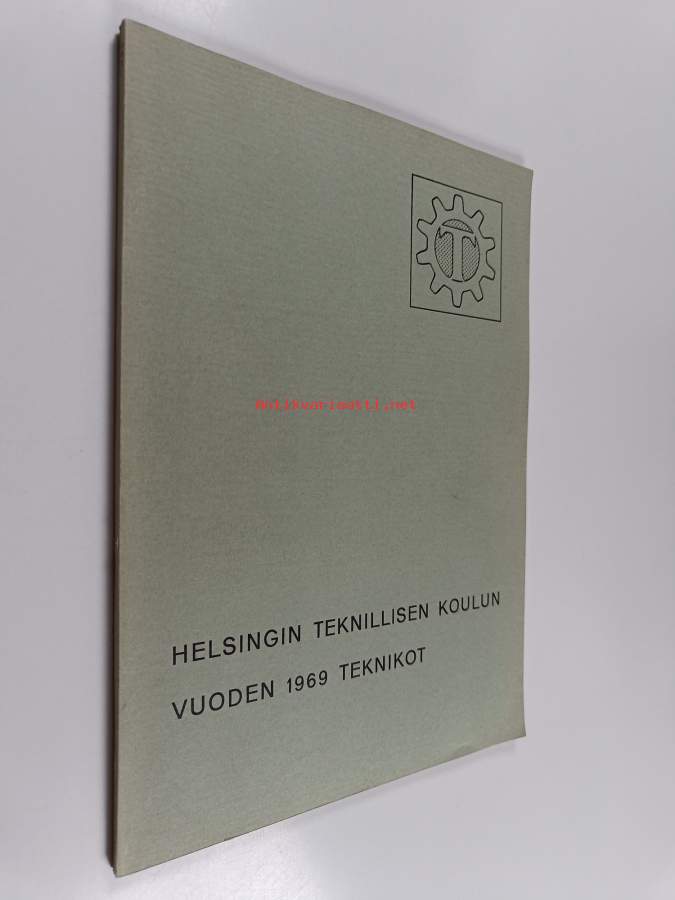 T
Antikvariaatti.net
HELSINGIN TEKNILLISEN KOULUN
VUODEN 1969 TEKNIKOT